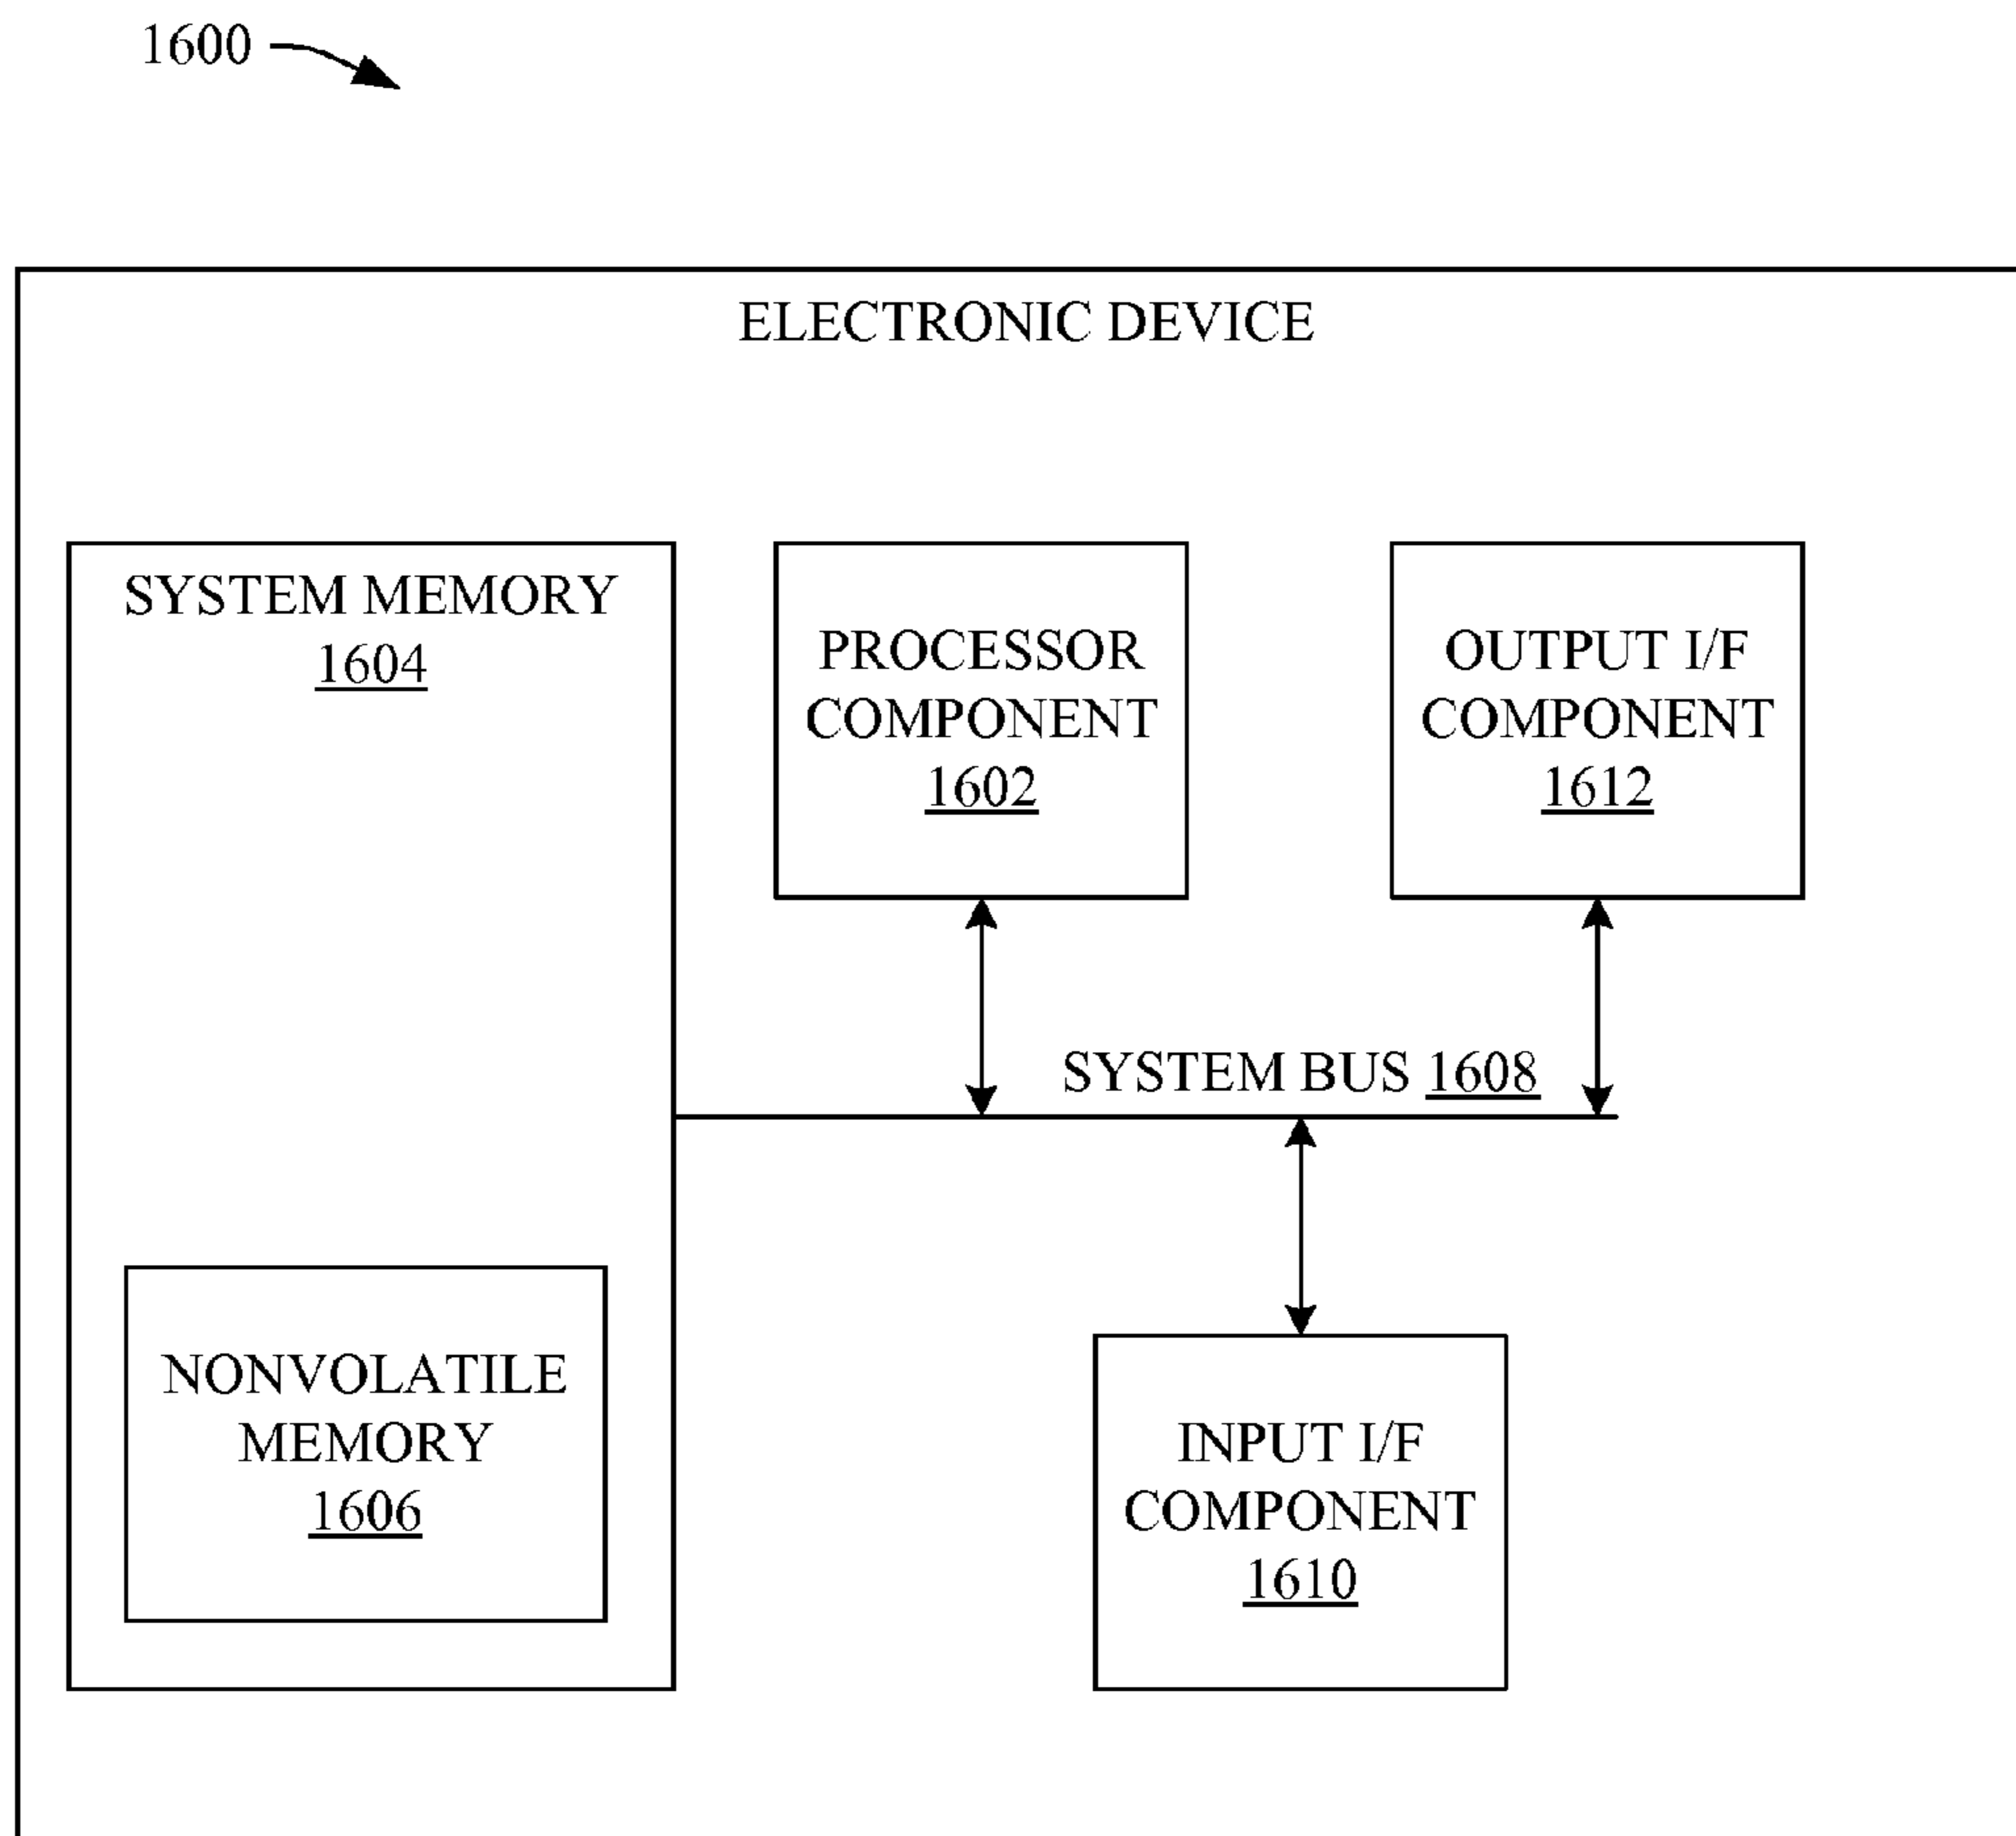 1600
ELECTRONIC DEVICE
SYSTEM MEMORY
1604
PROCESSOR
COMPONENT
1602
OUTPUT I/F
COMPONENT
1612
SYSTEM BUS 1608
NONVOLATILE
MEMORY
1606
INPUT I/F
COMPONENT
1610